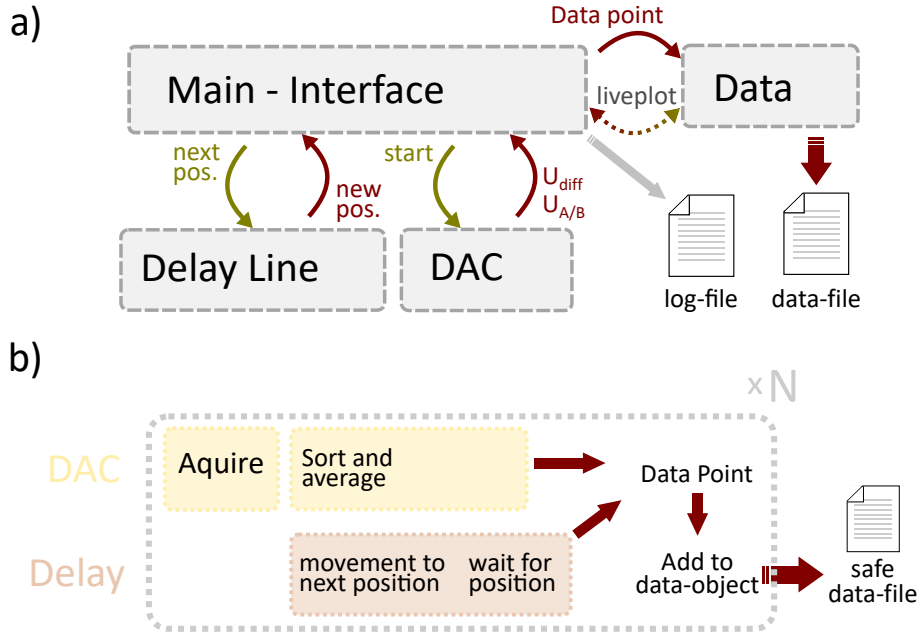 a)
Data point
Main - Interface
liveplot
Data
next
pos.
new
pos.
start
U_diff
U_A/B
Delay Line
DAC
log-file
data-file
b)
x N
DAC
Aquire
Sort and
average
Data Point
Delay
movement to
next position
wait for
position
Add to
data-object
safe
data-file